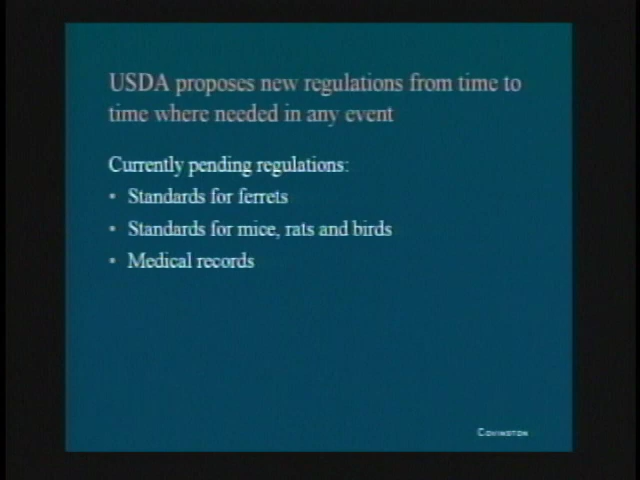 USDA proposes new regulations from time to
time where needed in any event
Currently pending regulations:
• Standards for ferrets
• Standards for mice, rats and birds
• Medical records
COVINGTON